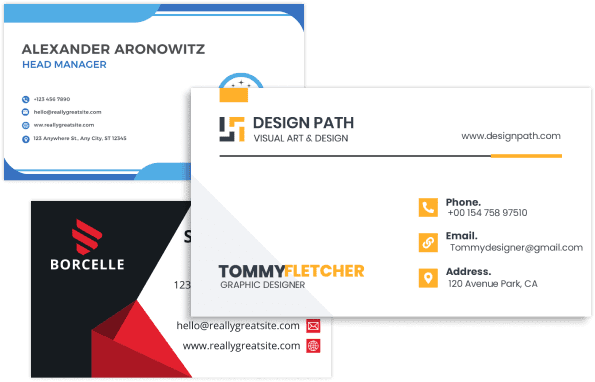 ALEXANDER ARONOWITZ
HEAD MANAGER
+123 456 7890
hello@reallygreatsite.com
www.reallygreatsite.com
123 Anywhere St., Any City, ST 12345
DESIGN PATH
VISUAL ART & DESIGN
www.designpath.com
Phone.
+00 154 758 97510
Email.
Tommydesigner@gmail.com
Address.
120 Avenue Park, CA
TOMMYFLETCHER
GRAPHIC DESIGNER
BORCELLE
S
123
hello@reallygreatsite.com
www.reallygreatsite.com